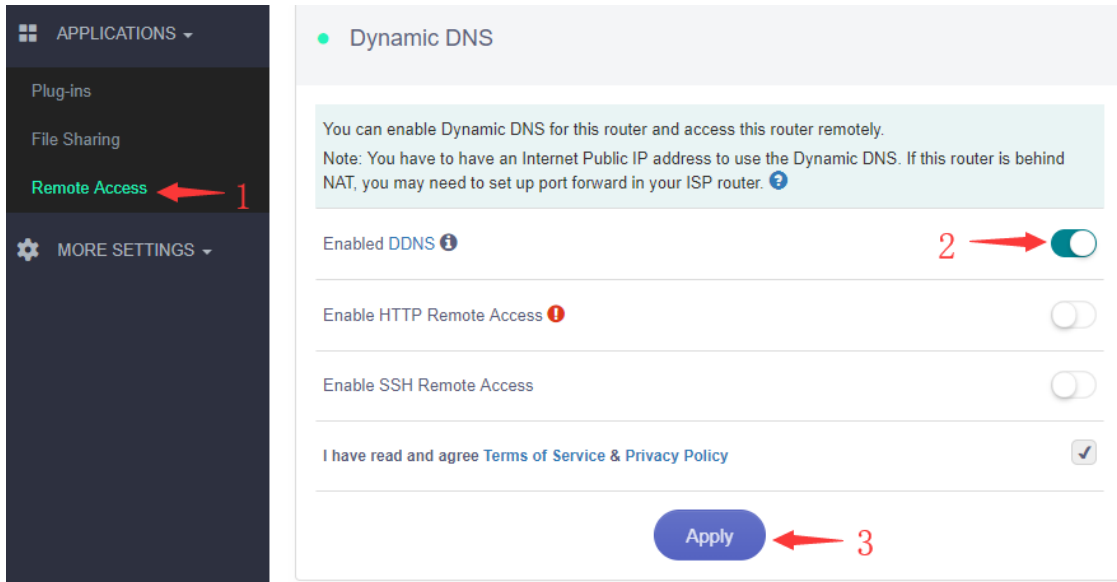 APPLICATIONS
Plug-ins
File Sharing
Remote Access
1
MORE SETTINGS
Dynamic DNS
You can enable Dynamic DNS for this router and access this router remotely.
Note: You have to have an Internet Public IP address to use the Dynamic DNS. If this router is behind
NAT, you may need to set up port forward in your ISP router. ?
Enabled DDNS i
2
Enable HTTP Remote Access !
Enable SSH Remote Access
I have read and agree Terms of Service & Privacy Policy
Apply
3